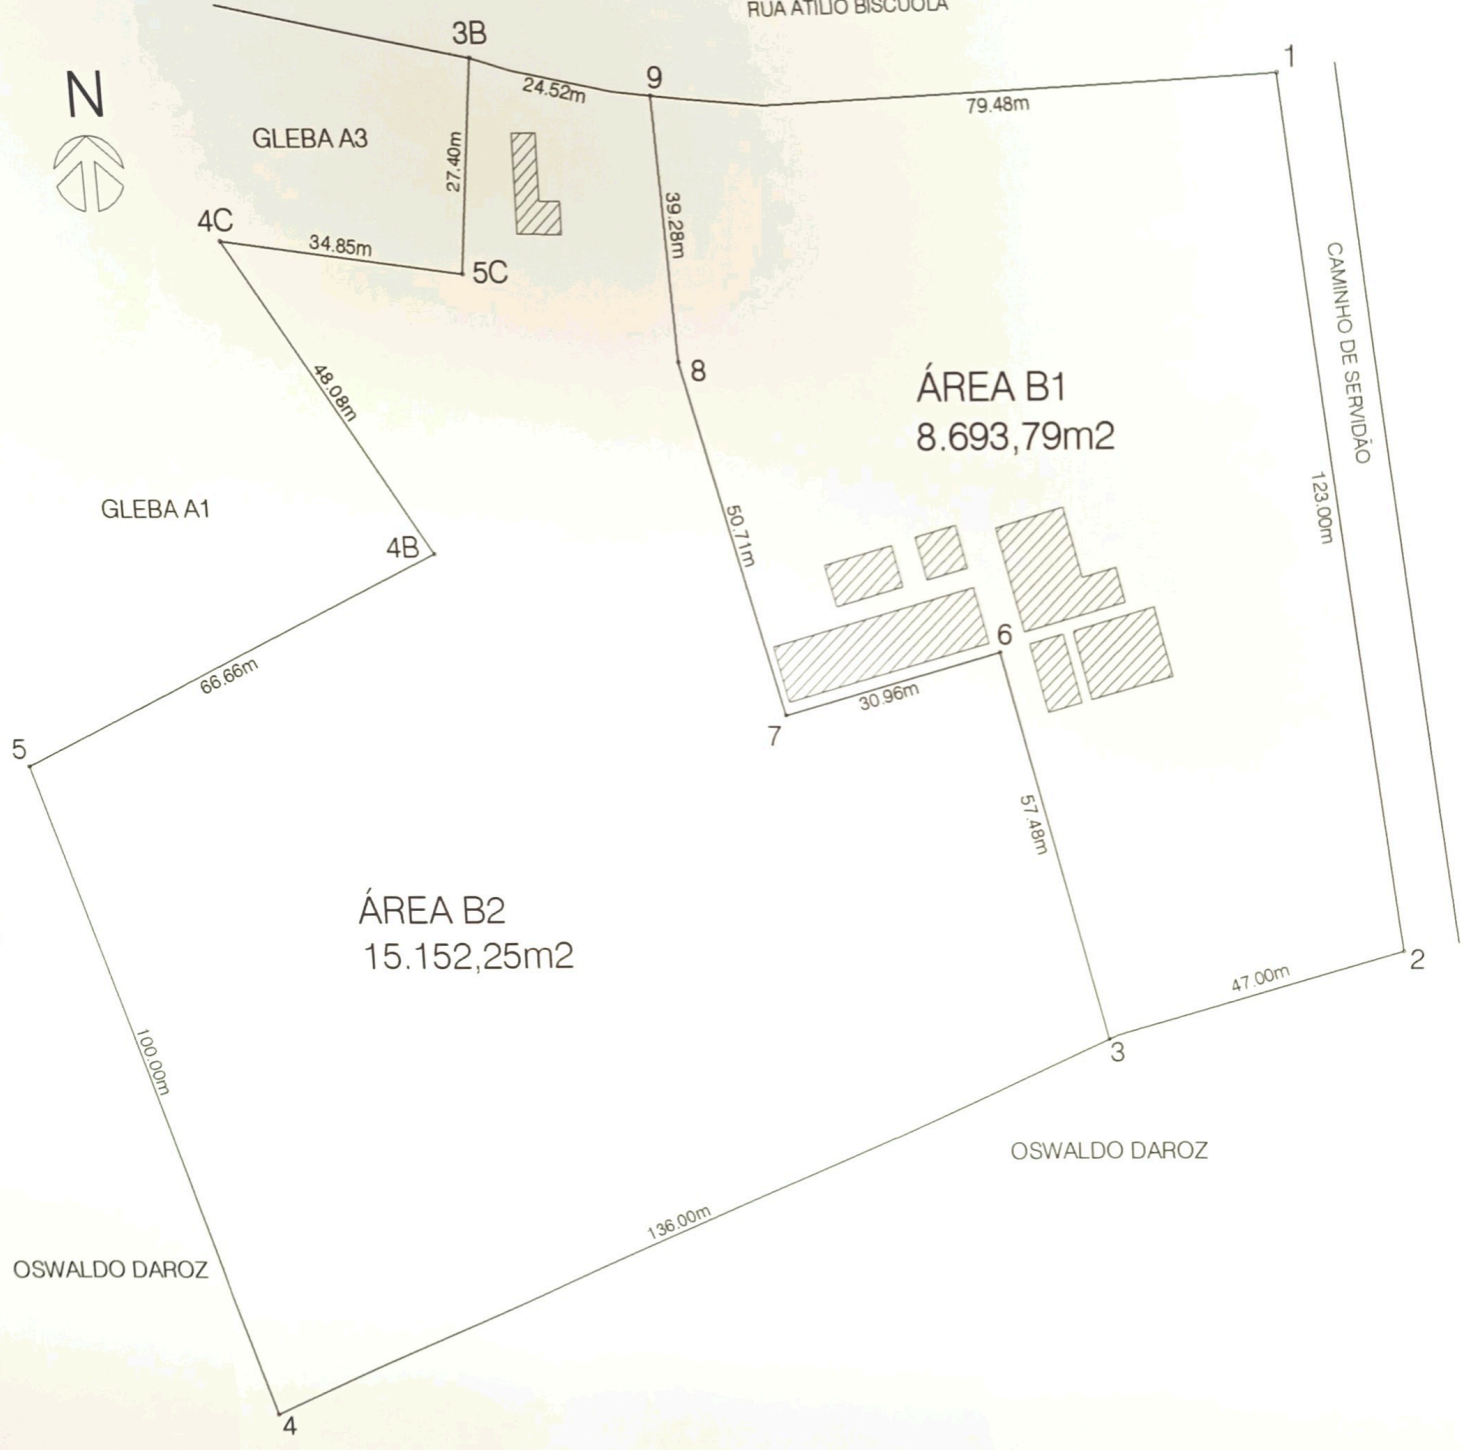 RUA ATILIO BISCUOLA
3B
1
N
9
24.52m
79.48m
GLEBA A3
27.40m
39.28m
4C
34.85m
5C
CAMINHO DE SERVIDÃO
8
48.08m
ÁREA B1
8.693,79m2
GLEBA A1
50.71m
123.00m
4B
6
66.66m
30.96m
7
5
57.48m
ÁREA B2
15.152,25m2
2
47.00m
3
100.00m
OSWALDO DAROZ
136.00m
OSWALDO DAROZ
4